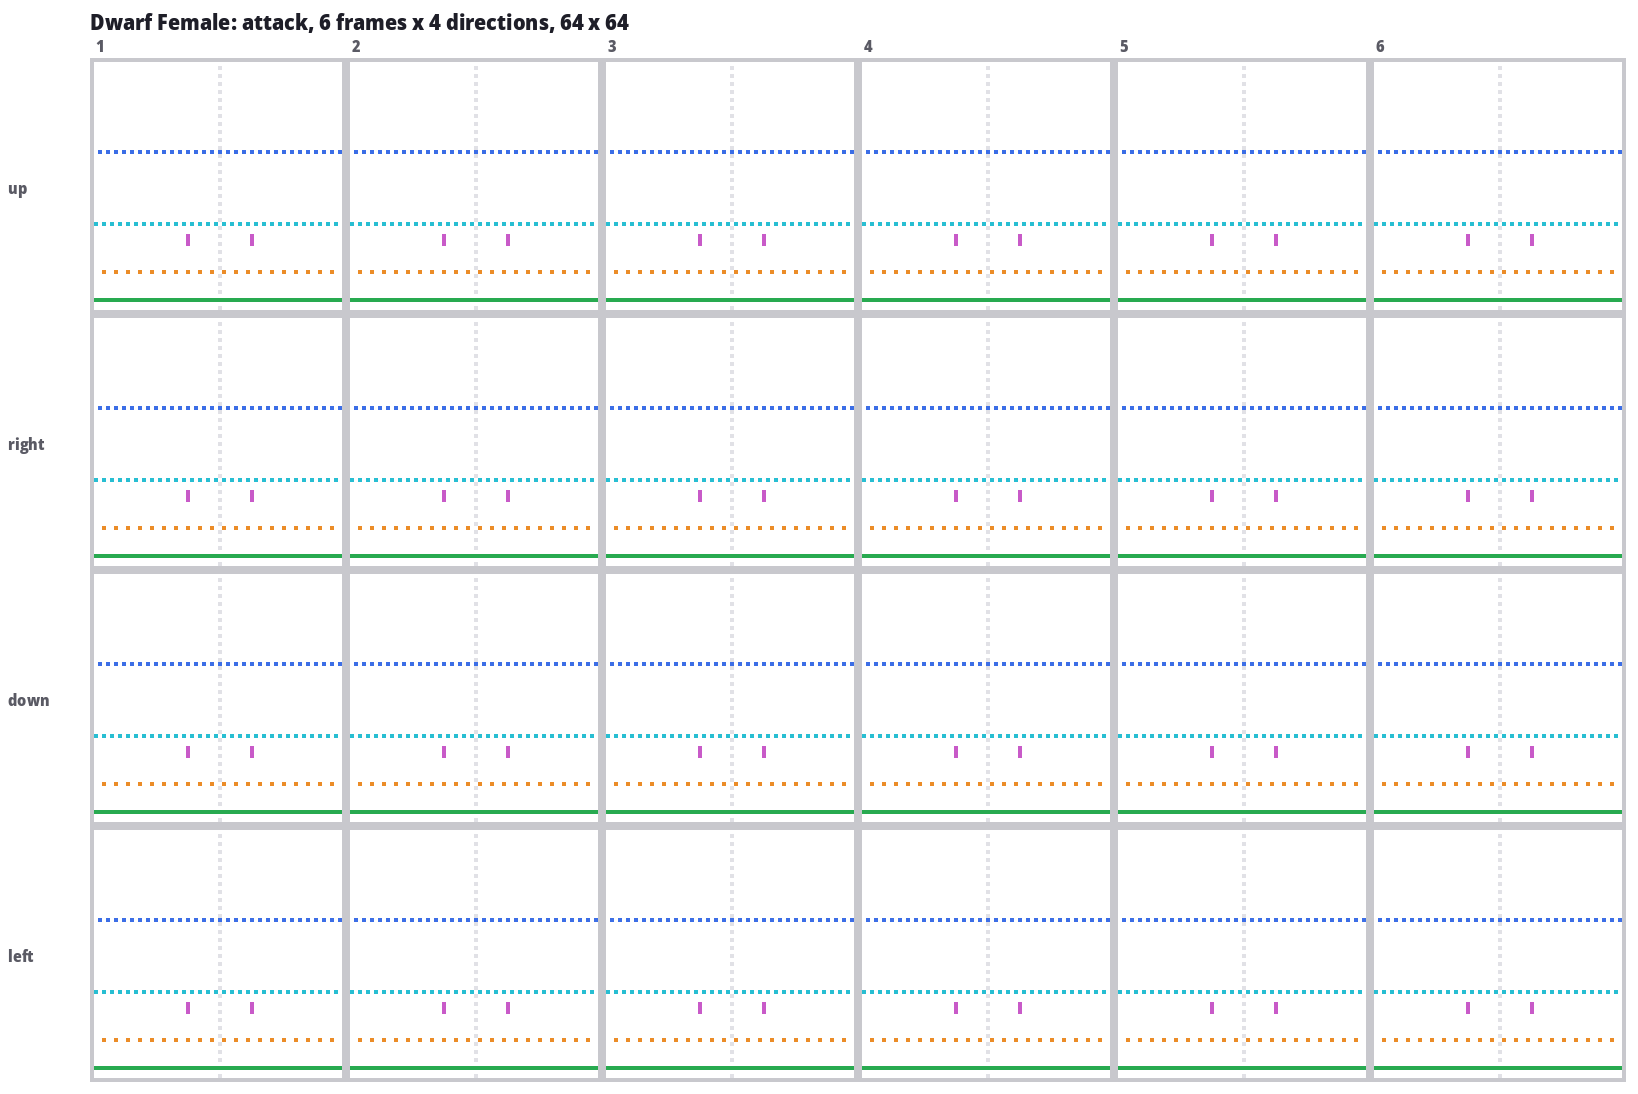 Dwarf Female: attack, 6 frames x 4 directions, 64 x 64
1 2 3 4 5 6
up
right
down
left